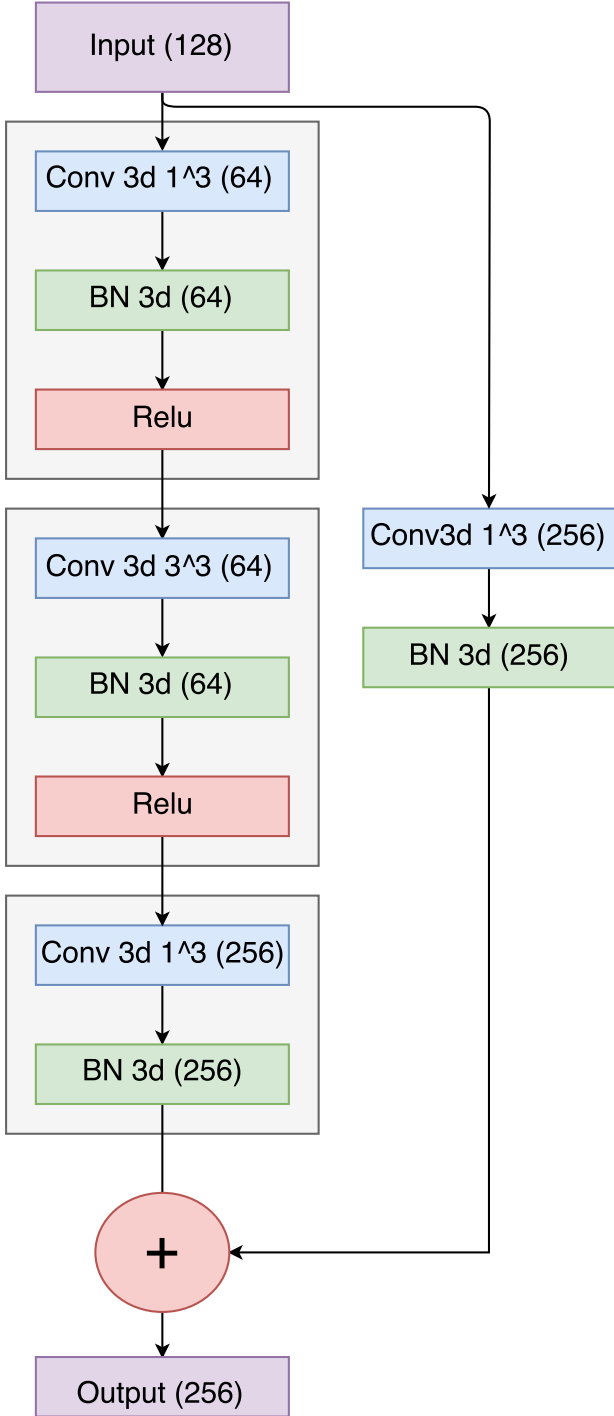 Input (128)
Conv 3d 1^3 (64)
BN 3d (64)
Relu
Conv 3d 3^3 (64)
BN 3d (64)
Relu
Conv 3d 1^3 (256)
BN 3d (256)
Conv3d 1^3 (256)
BN 3d (256)
+
Output (256)